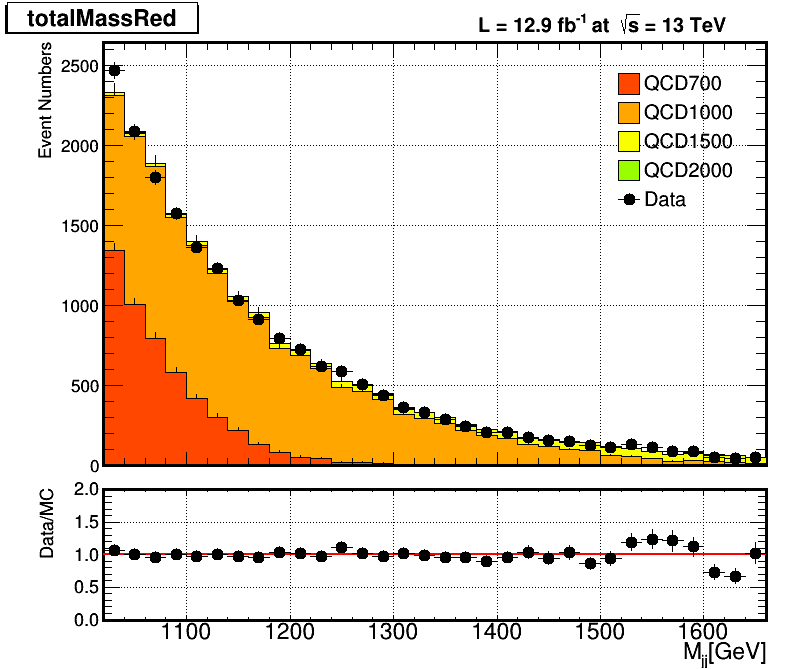 totalMassRed
L = 12.9 fb⁻¹ at √s = 13 TeV
Event Numbers
2500
2000
1500
1000
500
0
QCD700
QCD1000
QCD1500
QCD2000
Data
Data/MC
2.0
1.5
1.0
0.5
0.0
1100 1200 1300 1400 1500 1600
M_jj[GeV]